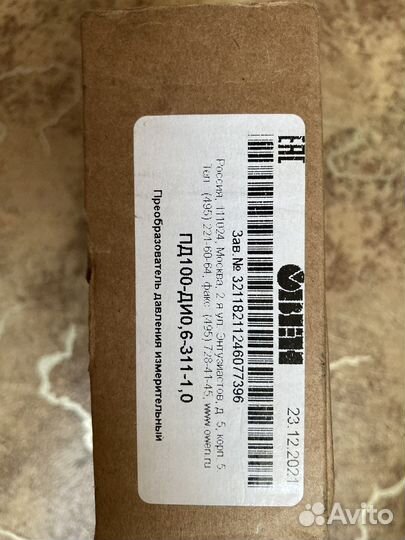 ОВЕН
EAC
23.12.2021
Зав.№ 32118211246077396
Россия, 111024, Москва, 2-я ул. Энтузиастов, д. 5, корп. 5
Тел.: (495) 221-60-64, факс: (495) 728-41-45, www.owen.ru
ПД100-ДИ0,6-311-1,0
Преобразователь давления измерительный
Avito